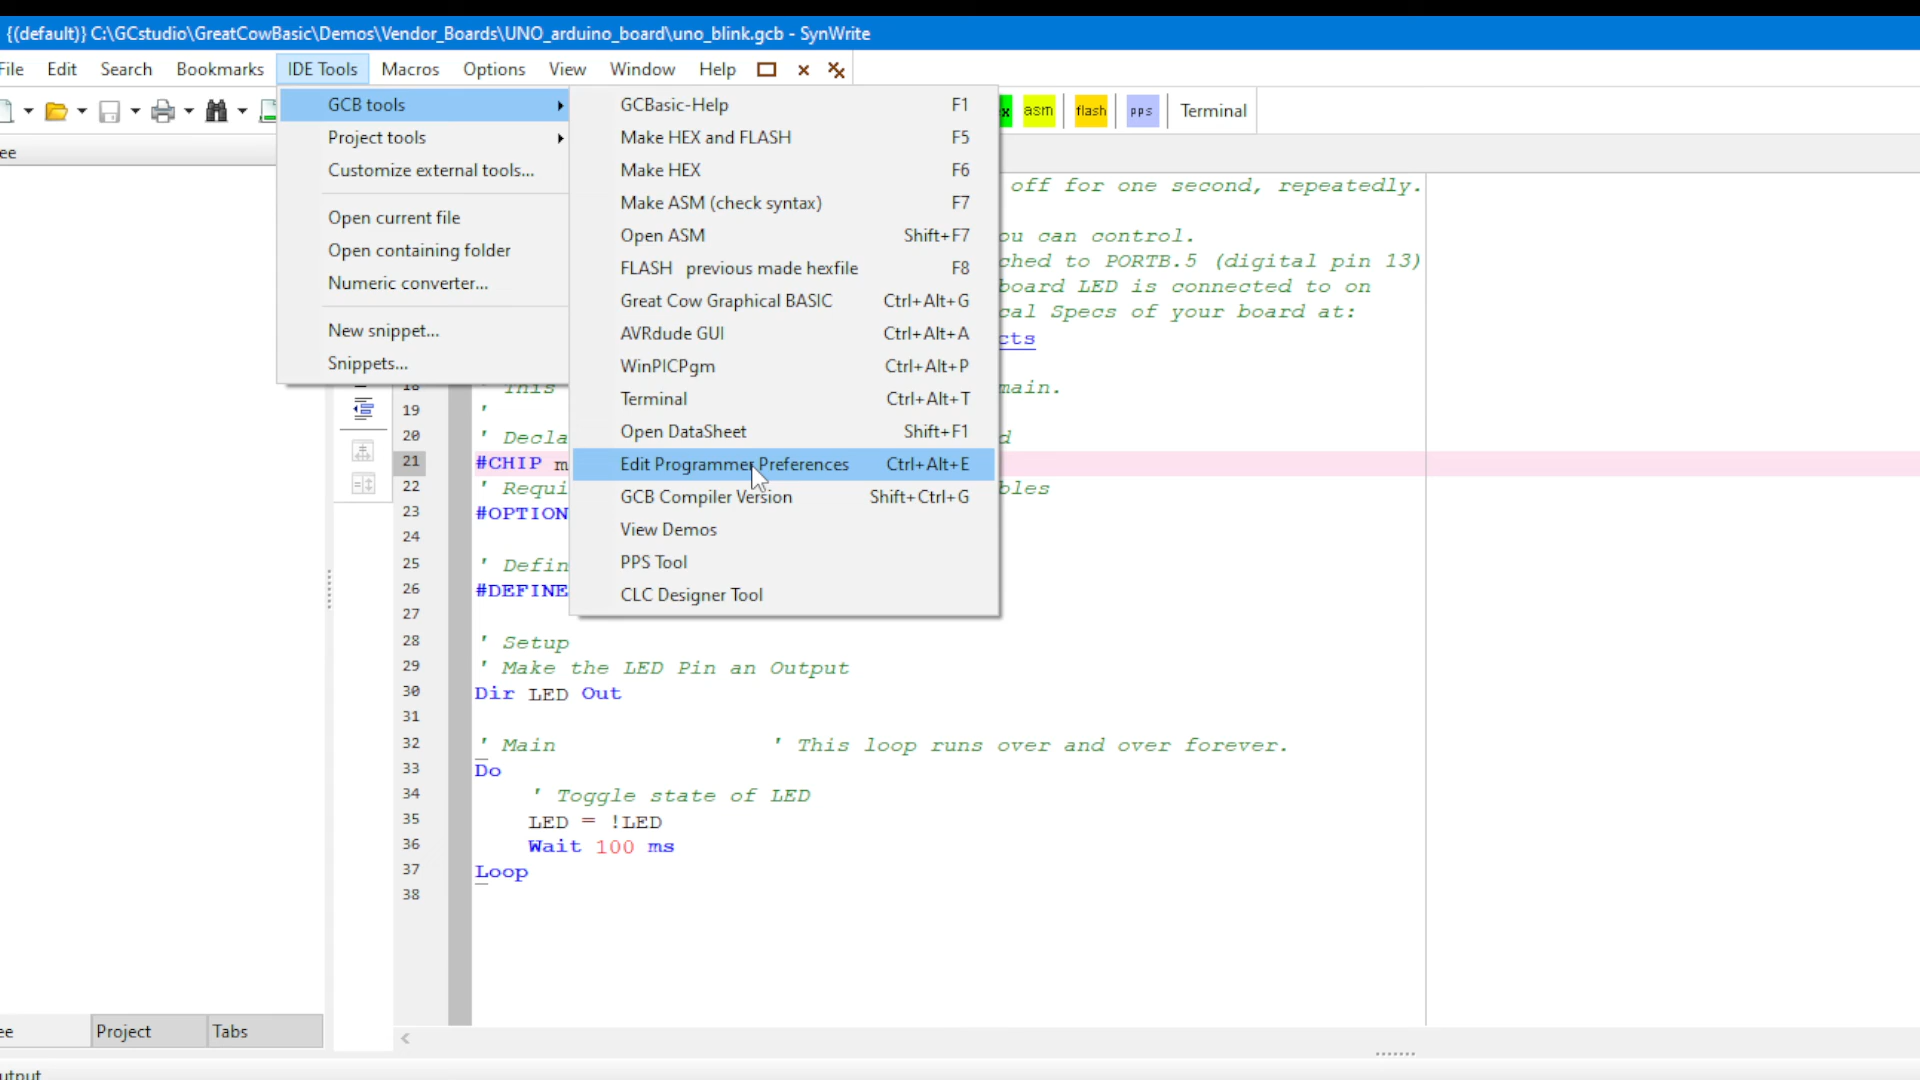 {(default)} C:\GCstudio\GreatCowBasic\Demos\Vendor_Boards\UNO_arduino_board\uno_blink.gcb - SynWrite
File Edit Search Bookmarks IDE Tools Macros Options View Window Help
asm flash pps Terminal
GCB tools
Project tools
Customize external tools...
Open current file
Open containing folder
Numeric converter...
New snippet...
Snippets...
GCBasic-Help F1
Make HEX and FLASH F5
Make HEX F6
Make ASM (check syntax) F7
Open ASM Shift+F7
FLASH previous made hexfile F8
Great Cow Graphical BASIC Ctrl+Alt+G
AVRdude GUI Ctrl+Alt+A
WinPICPgm Ctrl+Alt+P
Terminal Ctrl+Alt+T
Open DataSheet Shift+F1
Edit Programmer Preferences Ctrl+Alt+E
GCB Compiler Version Shift+Ctrl+G
View Demos
PPS Tool
CLC Designer Tool
off for one second, repeatedly.
ou can control.
ched to PORTB.5 (digital pin 13)
board LED is connected to on
cal Specs of your board at:
cts
18 ' This main.
19 '
20 ' Decla d
21 #CHIP m
22 ' Requi bles
23 #OPTION
24
25 ' Defin
26 #DEFINE
27
28 ' Setup
29 ' Make the LED Pin an Output
30 Dir LED Out
31
32 ' Main ' This loop runs over and over forever.
33 Do
34 ' Toggle state of LED
35 LED = !LED
36 Wait 100 ms
37 Loop
38
ee Project Tabs
utput